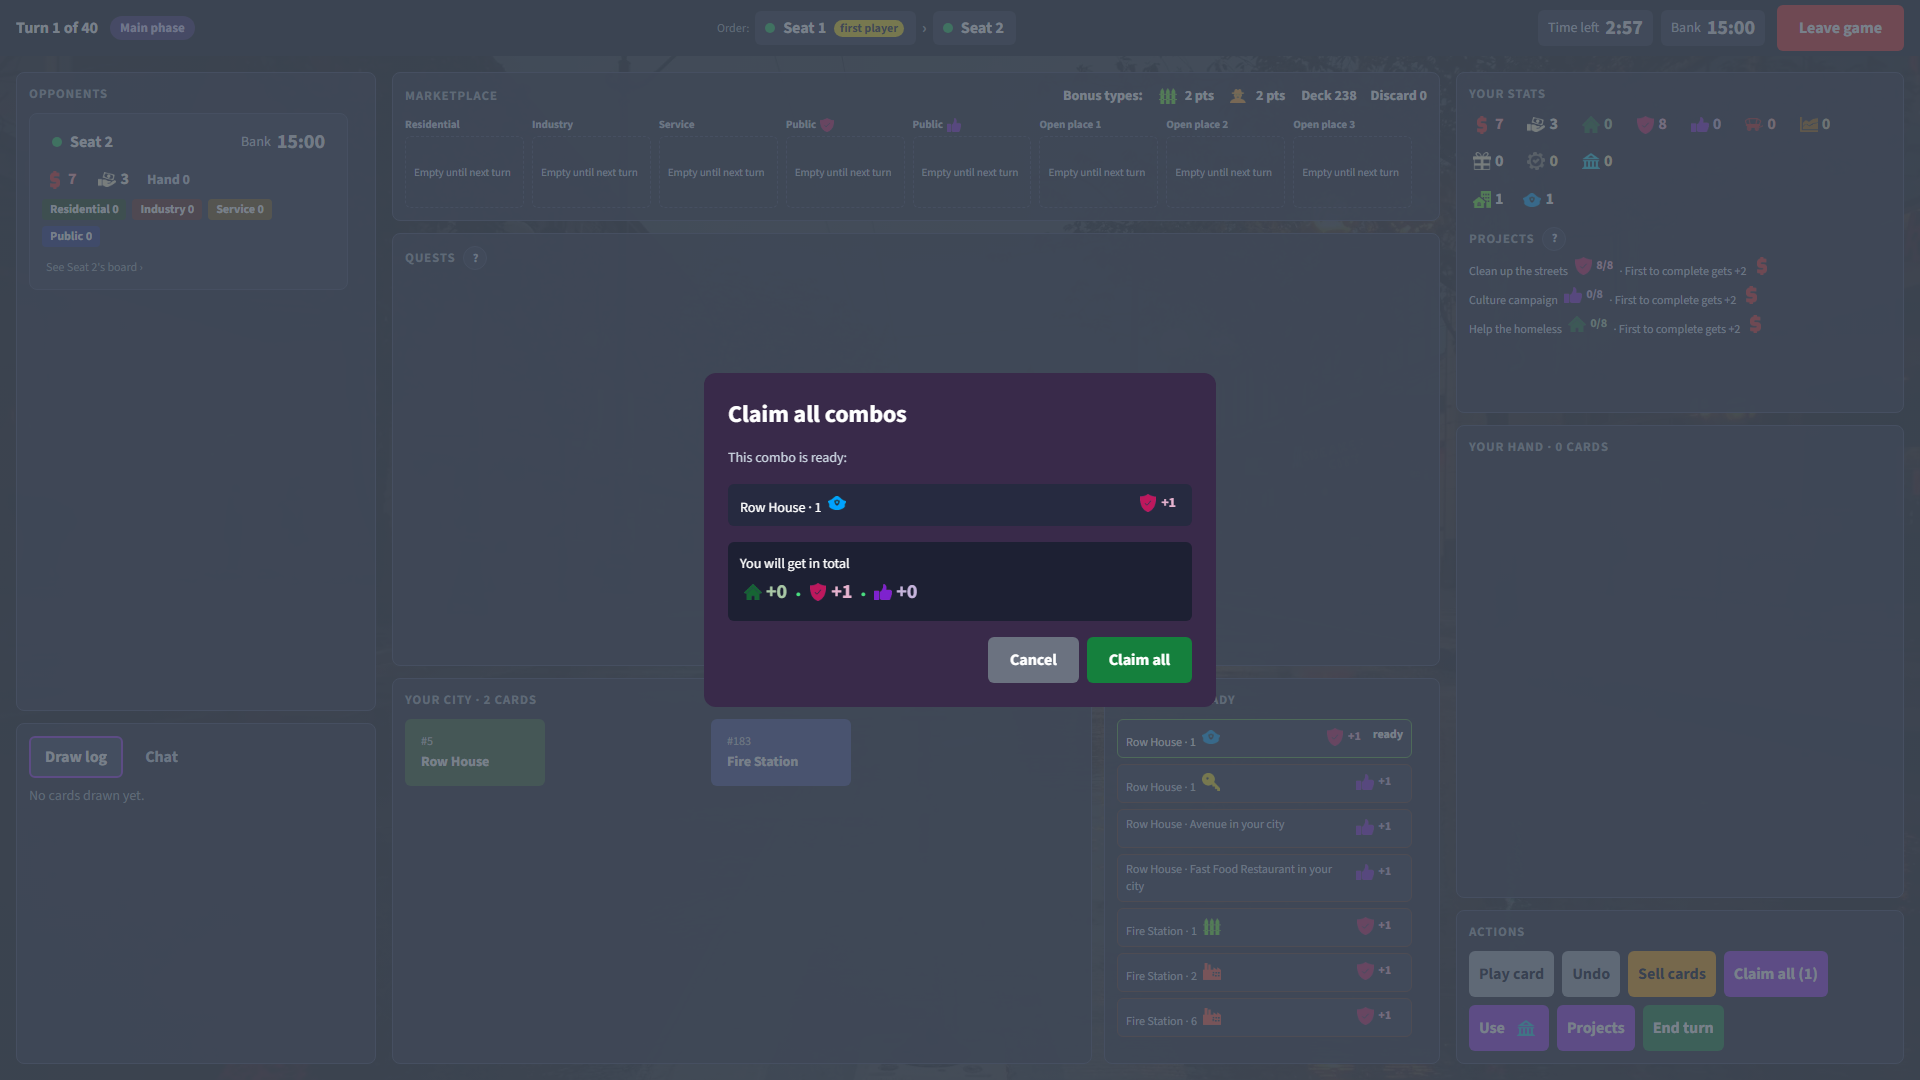 Turn 1 of 40 Main phase
Order: Seat 1 first player › Seat 2
Time left 2:57 Bank 15:00 Leave game
OPPONENTS
Seat 2 Bank 15:00
7 3 Hand 0
Residential 0 Industry 0 Service 0
Public 0
See Seat 2's board ›
MARKETPLACE
Bonus types: 2 pts 2 pts Deck 238 Discard 0
Residential Industry Service Public Public Open place 1 Open place 2 Open place 3
Empty until next turn Empty until next turn Empty until next turn Empty until next turn Empty until next turn Empty until next turn Empty until next turn Empty until next turn
QUESTS ?
YOUR STATS
7 3 0 8 0 0 0
0 0 0
1 1
PROJECTS ?
Clean up the streets 8/8 · First to complete gets +2
Culture campaign 0/8 · First to complete gets +2
Help the homeless 0/8 · First to complete gets +2
Claim all combos
This combo is ready:
Row House · 1 +1
You will get in total
+0 · +1 · +0
Cancel Claim all
YOUR HAND · 0 CARDS
Draw log Chat
No cards drawn yet.
YOUR CITY · 2 CARDS
#5
Row House
#183
Fire Station
Row House · 1 +1 ready
Row House · 1 +1
Row House · Avenue in your city +1
Row House · Fast Food Restaurant in your
city +1
Fire Station · 1 +1
Fire Station · 2 +1
Fire Station · 6 +1
ACTIONS
Play card Undo Sell cards Claim all (1)
Use Projects End turn